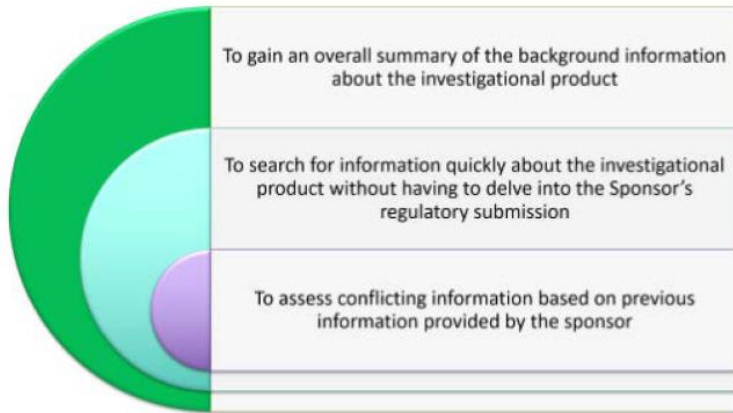 To gain an overall summary of the background information
about the investigational product
To search for information quickly about the investigational
product without having to delve into the Sponsor's
regulatory submission
To assess conflicting information based on previous
information provided by the sponsor